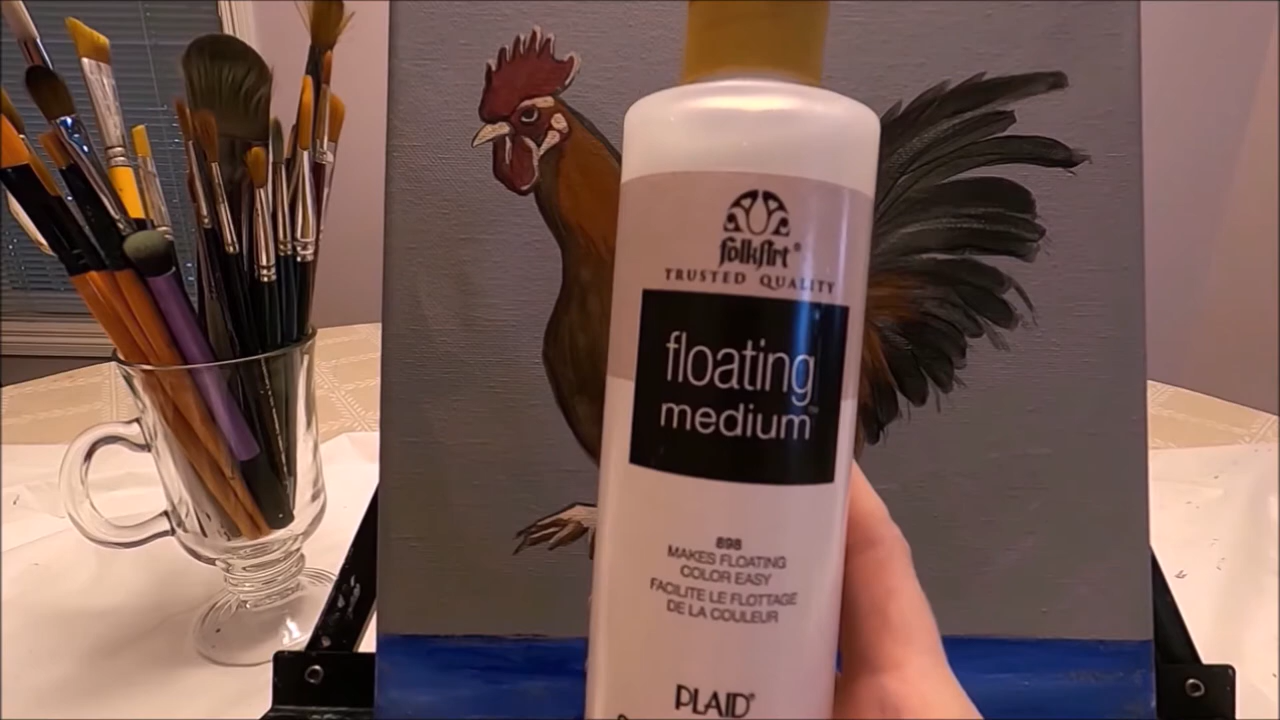 folkArt®
TRUSTED QUALITY
floating
medium™
898
MAKES FLOATING
COLOR EASY
FACILITE LE FLOTTAGE
DE LA COULEUR
PLAID®